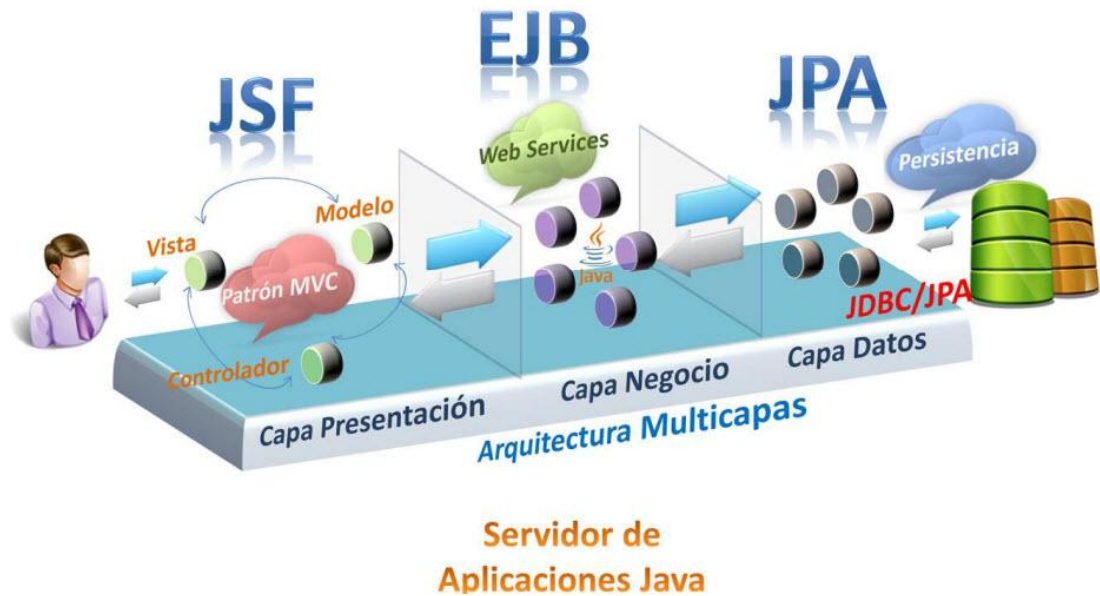 JSF
EJB
JPA
Web Services
Persistencia
Modelo
Vista
Patrón MVC
Java
Controlador
JDBC/JPA
Capa Presentación
Capa Negocio
Capa Datos
Arquitectura Multicapas
Servidor de
Aplicaciones Java